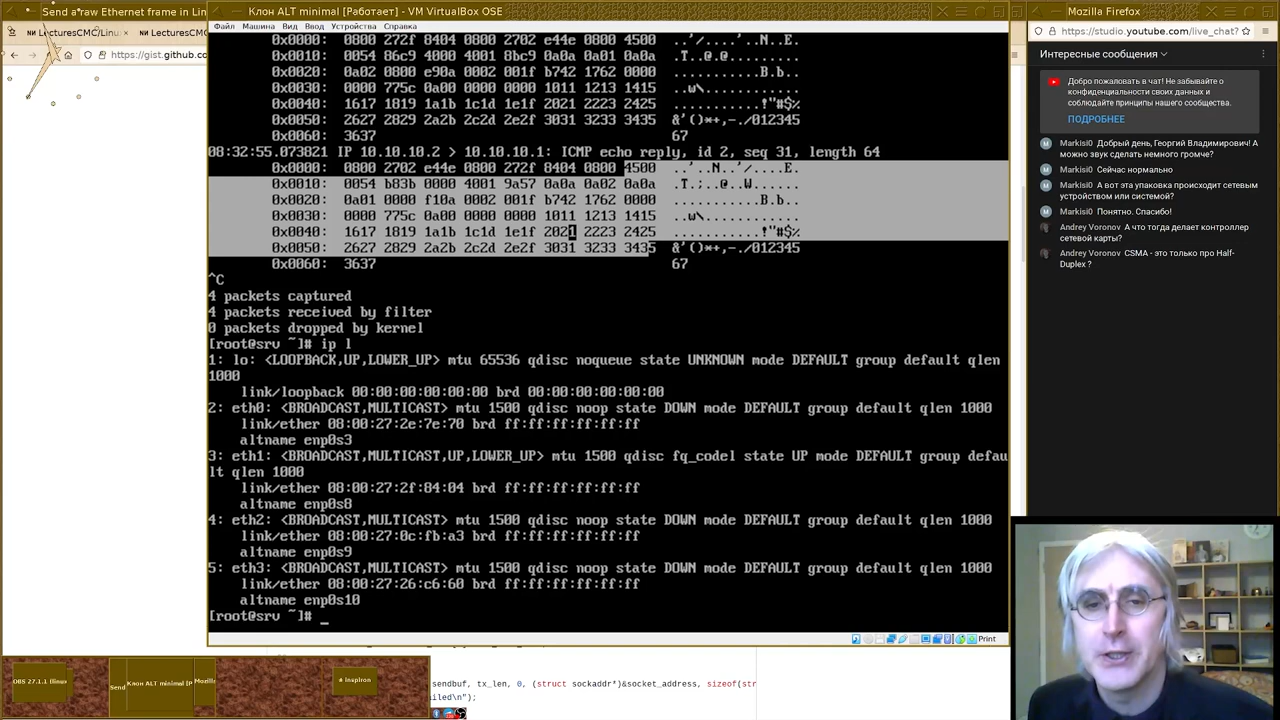 Send a*raw Ethernet frame in Lin
LecturesCMC/Linux
LecturesCM
https://gist.github.co
Клон ALT minimal [Работает] - VM VirtualBox OSE
Файл Машина Вид Ввод Устройства Справка
0x0000: 0800 272f 8404 0800 2702 e44e 0800 4500 ..'/....'..N..E.
0x0010: 0054 86c9 4000 4001 8bc9 0a0a 0a01 0a0a .T..@.@.........
0x0020: 0a02 0800 e90a 0002 001f b742 1762 0000 ...........B.b..
0x0030: 0000 775c 0a00 0000 0000 1011 1213 1415 ..w\............
0x0040: 1617 1819 1a1b 1c1d 1e1f 2021 2223 2425 ..........!"#$%
0x0050: 2627 2829 2a2b 2c2d 2e2f 3031 3233 3435 &'()*+,-./012345
0x0060: 3637 67
08:32:55.073821 IP 10.10.10.2 > 10.10.10.1: ICMP echo reply, id 2, seq 31, length 64
0x0000: 0800 2702 e44e 0800 272f 8404 0800 4500 ..'..N..'/....E.
0x0010: 0054 b83b 0000 4001 9a57 0a0a 0a02 0a0a .T.;..@..W......
0x0020: 0a01 0000 f10a 0002 001f b742 1762 0000 ...........B.b..
0x0030: 0000 775c 0a00 0000 0000 1011 1213 1415 ..w\............
0x0040: 1617 1819 1a1b 1c1d 1e1f 2021 2223 2425 ..........!"#$%
0x0050: 2627 2829 2a2b 2c2d 2e2f 3031 3233 3435 &'()*+,-./012345
0x0060: 3637 67
^C
4 packets captured
4 packets received by filter
0 packets dropped by kernel
[root@srv ~]# ip l
1: lo: <LOOPBACK,UP,LOWER_UP> mtu 65536 qdisc noqueue state UNKNOWN mode DEFAULT group default qlen
1000
link/loopback 00:00:00:00:00:00 brd 00:00:00:00:00:00
2: eth0: <BROADCAST,MULTICAST> mtu 1500 qdisc noop state DOWN mode DEFAULT group default qlen 1000
link/ether 08:00:27:2e:7e:70 brd ff:ff:ff:ff:ff:ff
altname enp0s3
3: eth1: <BROADCAST,MULTICAST,UP,LOWER_UP> mtu 1500 qdisc fq_codel state UP mode DEFAULT group defau
lt qlen 1000
link/ether 08:00:27:2f:84:04 brd ff:ff:ff:ff:ff:ff
altname enp0s8
4: eth2: <BROADCAST,MULTICAST> mtu 1500 qdisc noop state DOWN mode DEFAULT group default qlen 1000
link/ether 08:00:27:0c:fb:a3 brd ff:ff:ff:ff:ff:ff
altname enp0s9
5: eth3: <BROADCAST,MULTICAST> mtu 1500 qdisc noop state DOWN mode DEFAULT group default qlen 1000
link/ether 08:00:27:26:c6:60 brd ff:ff:ff:ff:ff:ff
altname enp0s10
[root@srv ~]# _
Print
Mozilla Firefox
https://studio.youtube.com/live_chat?
Интересные сообщения
Добро пожаловать в чат! Не забывайте о
конфиденциальности своих данных и
соблюдайте принципы нашего сообщества.
ПОДРОБНЕЕ
M Markisi0 Добрый день, Георгий Владимирович! А
можно звук сделать немного громче?
M Markisi0 Сейчас нормально
M Markisi0 А вот эта упаковка происходит сетевым
устройством или системой?
M Markisi0 Понятно. Спасибо!
Andrey Voronov А что тогда делает контроллер
сетевой карты?
Andrey Voronov CSMA - это только про Half-
Duplex ?
OBS 27.1.1 (linux
Send
Клон ALT minimal [Р
Mozill
inspiron
sendbuf, tx_len, 0, (struct sockaddr*)&socket_address, sizeof(str
ailed\n");